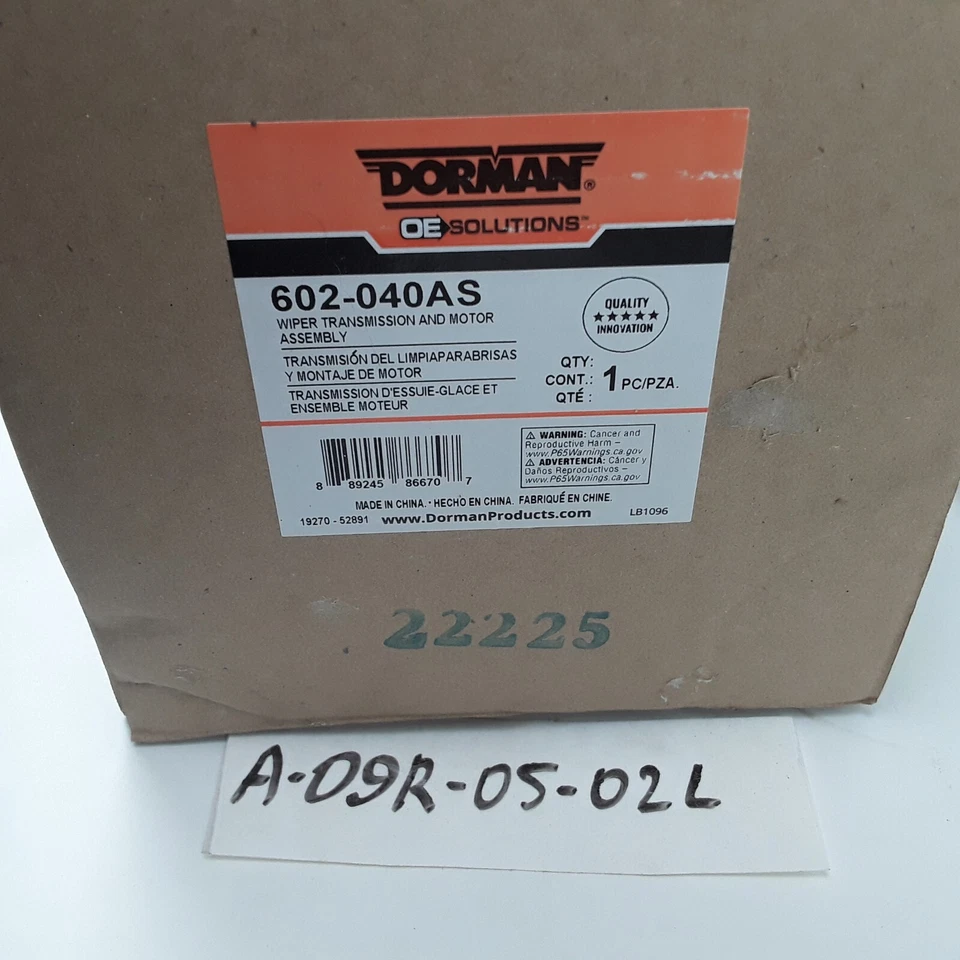 DORMAN®
OE SOLUTIONS™
602-040AS
WIPER TRANSMISSION AND MOTOR
ASSEMBLY
TRANSMISIÓN DEL LIMPIAPARABRISAS
Y MONTAJE DE MOTOR
TRANSMISSION D'ESSUIE-GLACE ET
ENSEMBLE MOTEUR
QUALITY
★★★★★
INNOVATION
QTY:
CONT.: 1 PC/PZA.
QTÉ :
8 89245 86670 7
⚠ WARNING: Cancer and
Reproductive Harm –
www.P65Warnings.ca.gov
⚠ ADVERTENCIA: Cáncer y
Daños Reproductivos –
www.P65Warnings.ca.gov
MADE IN CHINA. • HECHO EN CHINA. FABRIQUÉ EN CHINE.
19270 - 52891 www.DormanProducts.com LB1096
22225
A-09R-05-02L